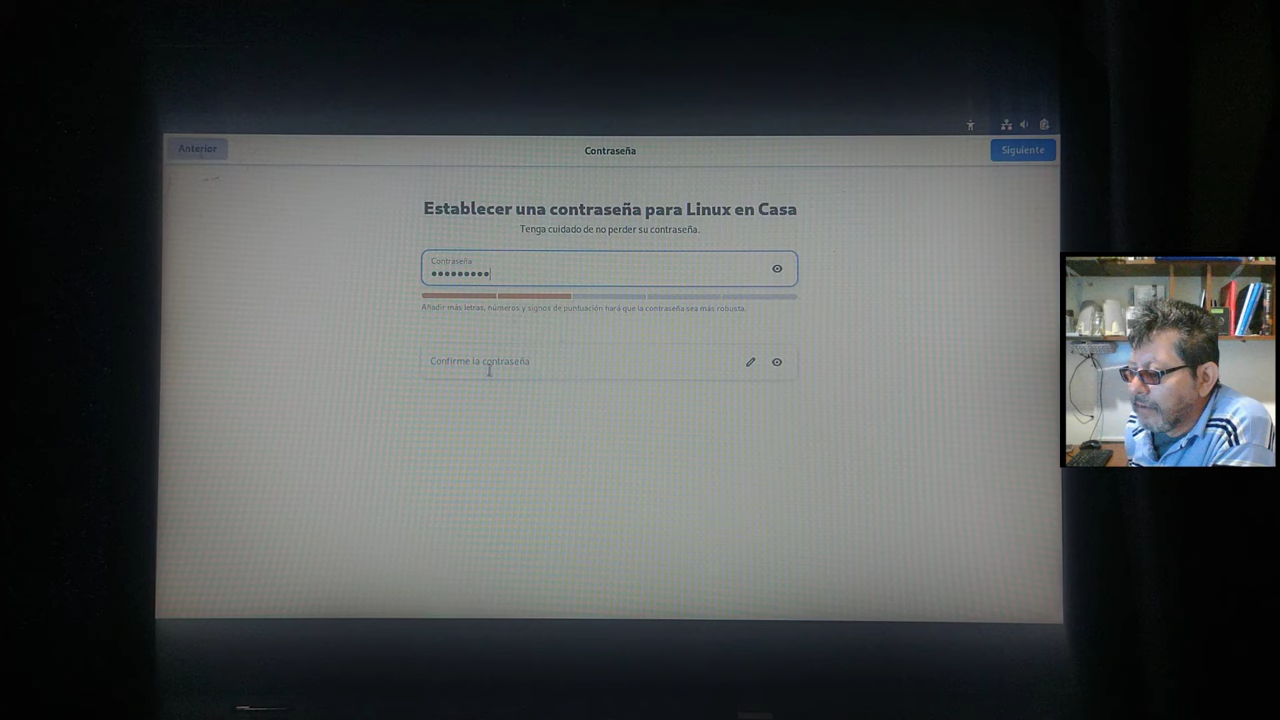 Anterior
Contraseña
Siguiente
Establecer una contraseña para Linux en Casa
Tenga cuidado de no perder su contraseña.
Contraseña
•••••••••
Añadir más letras, números y signos de puntuación hará que la contraseña sea más robusta.
Confirme la contraseña